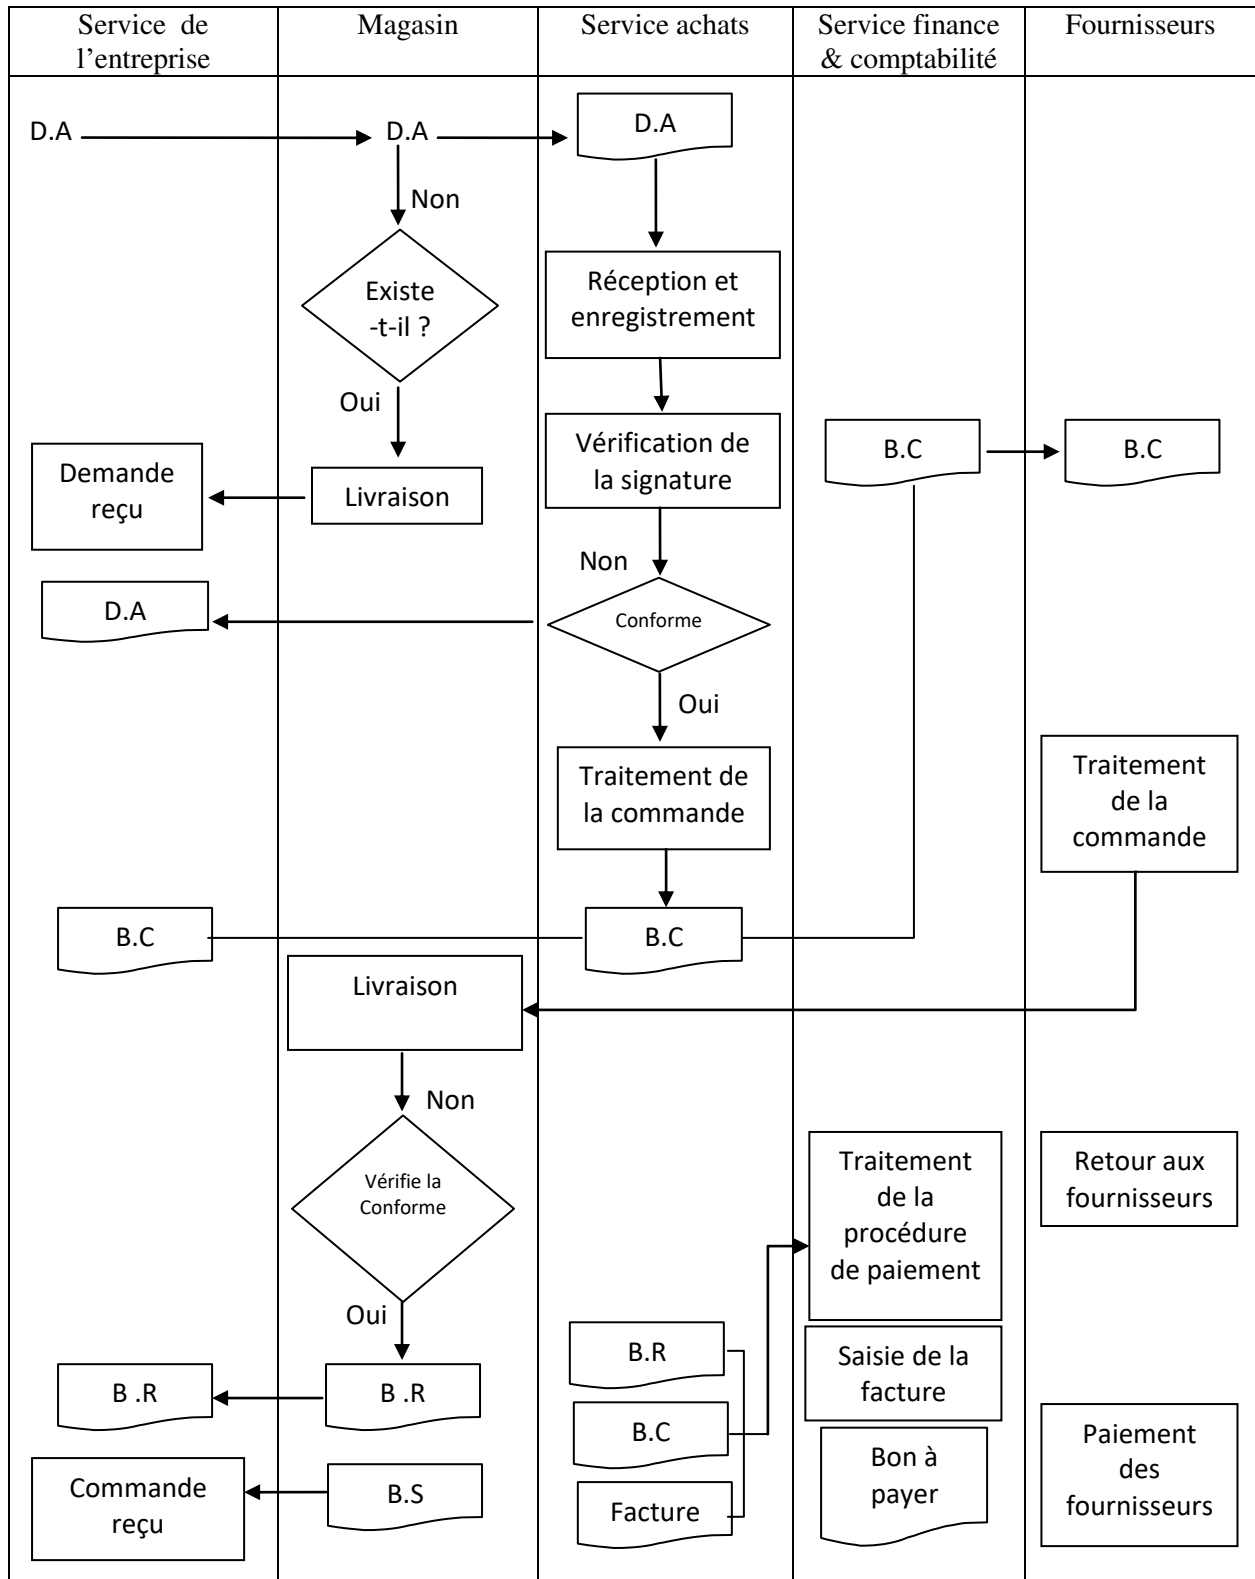 Service de
l'entreprise
Magasin
Service achats
Service finance
& comptabilité
Fournisseurs
D.A
D.A
D.A
Non
Existe
-t-il ?
Réception et
enregistrement
Oui
Demande
reçu
Livraison
Vérification de
la signature
B.C
B.C
Non
D.A
Conforme
Oui
Traitement de
la commande
Traitement
de la
commande
B.C
B.C
Livraison
Non
Vérifie la
Conforme
Traitement
de la
procédure
de paiement
Retour aux
fournisseurs
Oui
B .R
B .R
B.R
Saisie de la
facture
B.C
Commande
reçu
B.S
Facture
Bon à
payer
Paiement
des
fournisseurs